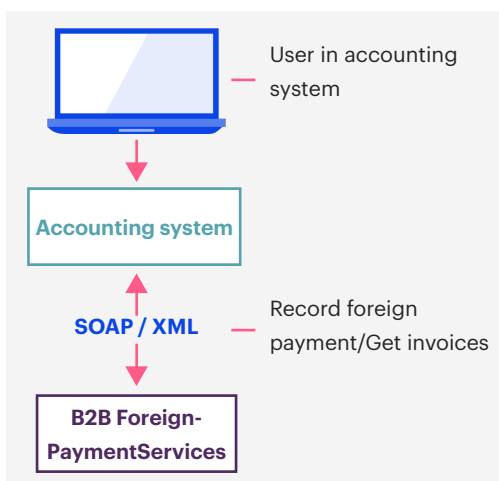 User in accounting
system
Accounting system
SOAP / XML
Record foreign
payment/Get invoices
B2B Foreign-
PaymentServices